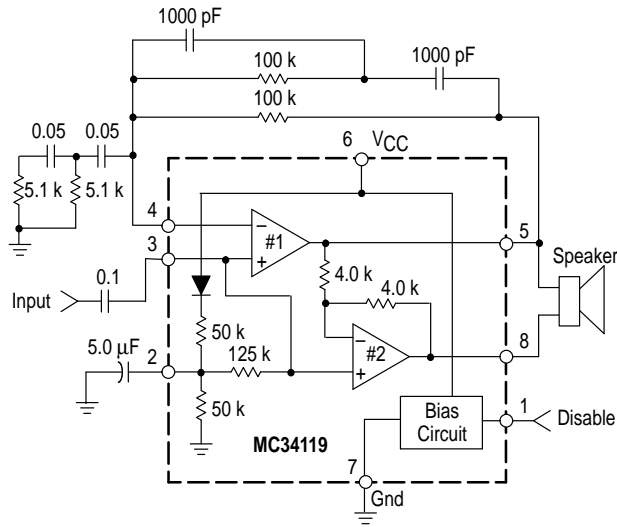 1000 pF
1000 pF
100 k
100 k
0.05 0.05
5.1 k 5.1 k
6 VCC
4
−
#1
+
5
3
Speaker
4.0 k
4.0 k
0.1
Input
50 k
8
5.0 µF
2
125 k
−
#2
+
50 k
Bias
Circuit
1
Disable
MC34119
7
Gnd